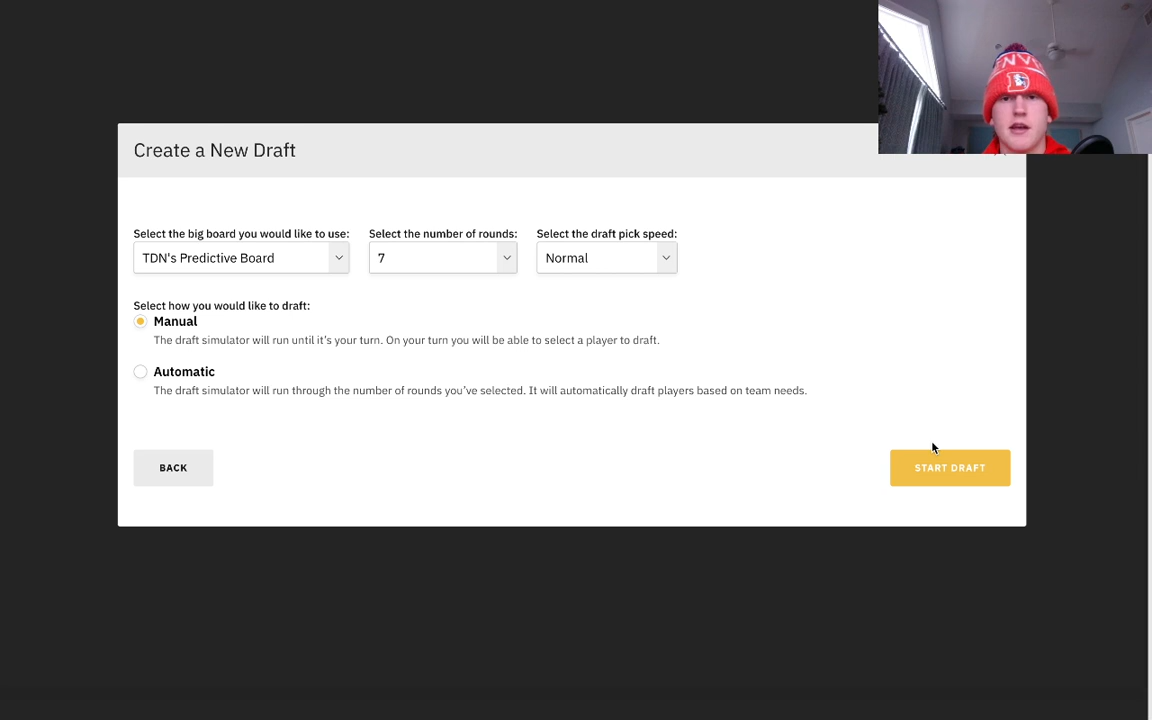 ENV
D
Create a New Draft
Select the big board you would like to use:
Select the number of rounds:
Select the draft pick speed:
TDN's Predictive Board
7
Normal
Select how you would like to draft:
Manual
The draft simulator will run until it's your turn. On your turn you will be able to select a player to draft.
Automatic
The draft simulator will run through the number of rounds you've selected. It will automatically draft players based on team needs.
BACK
START DRAFT